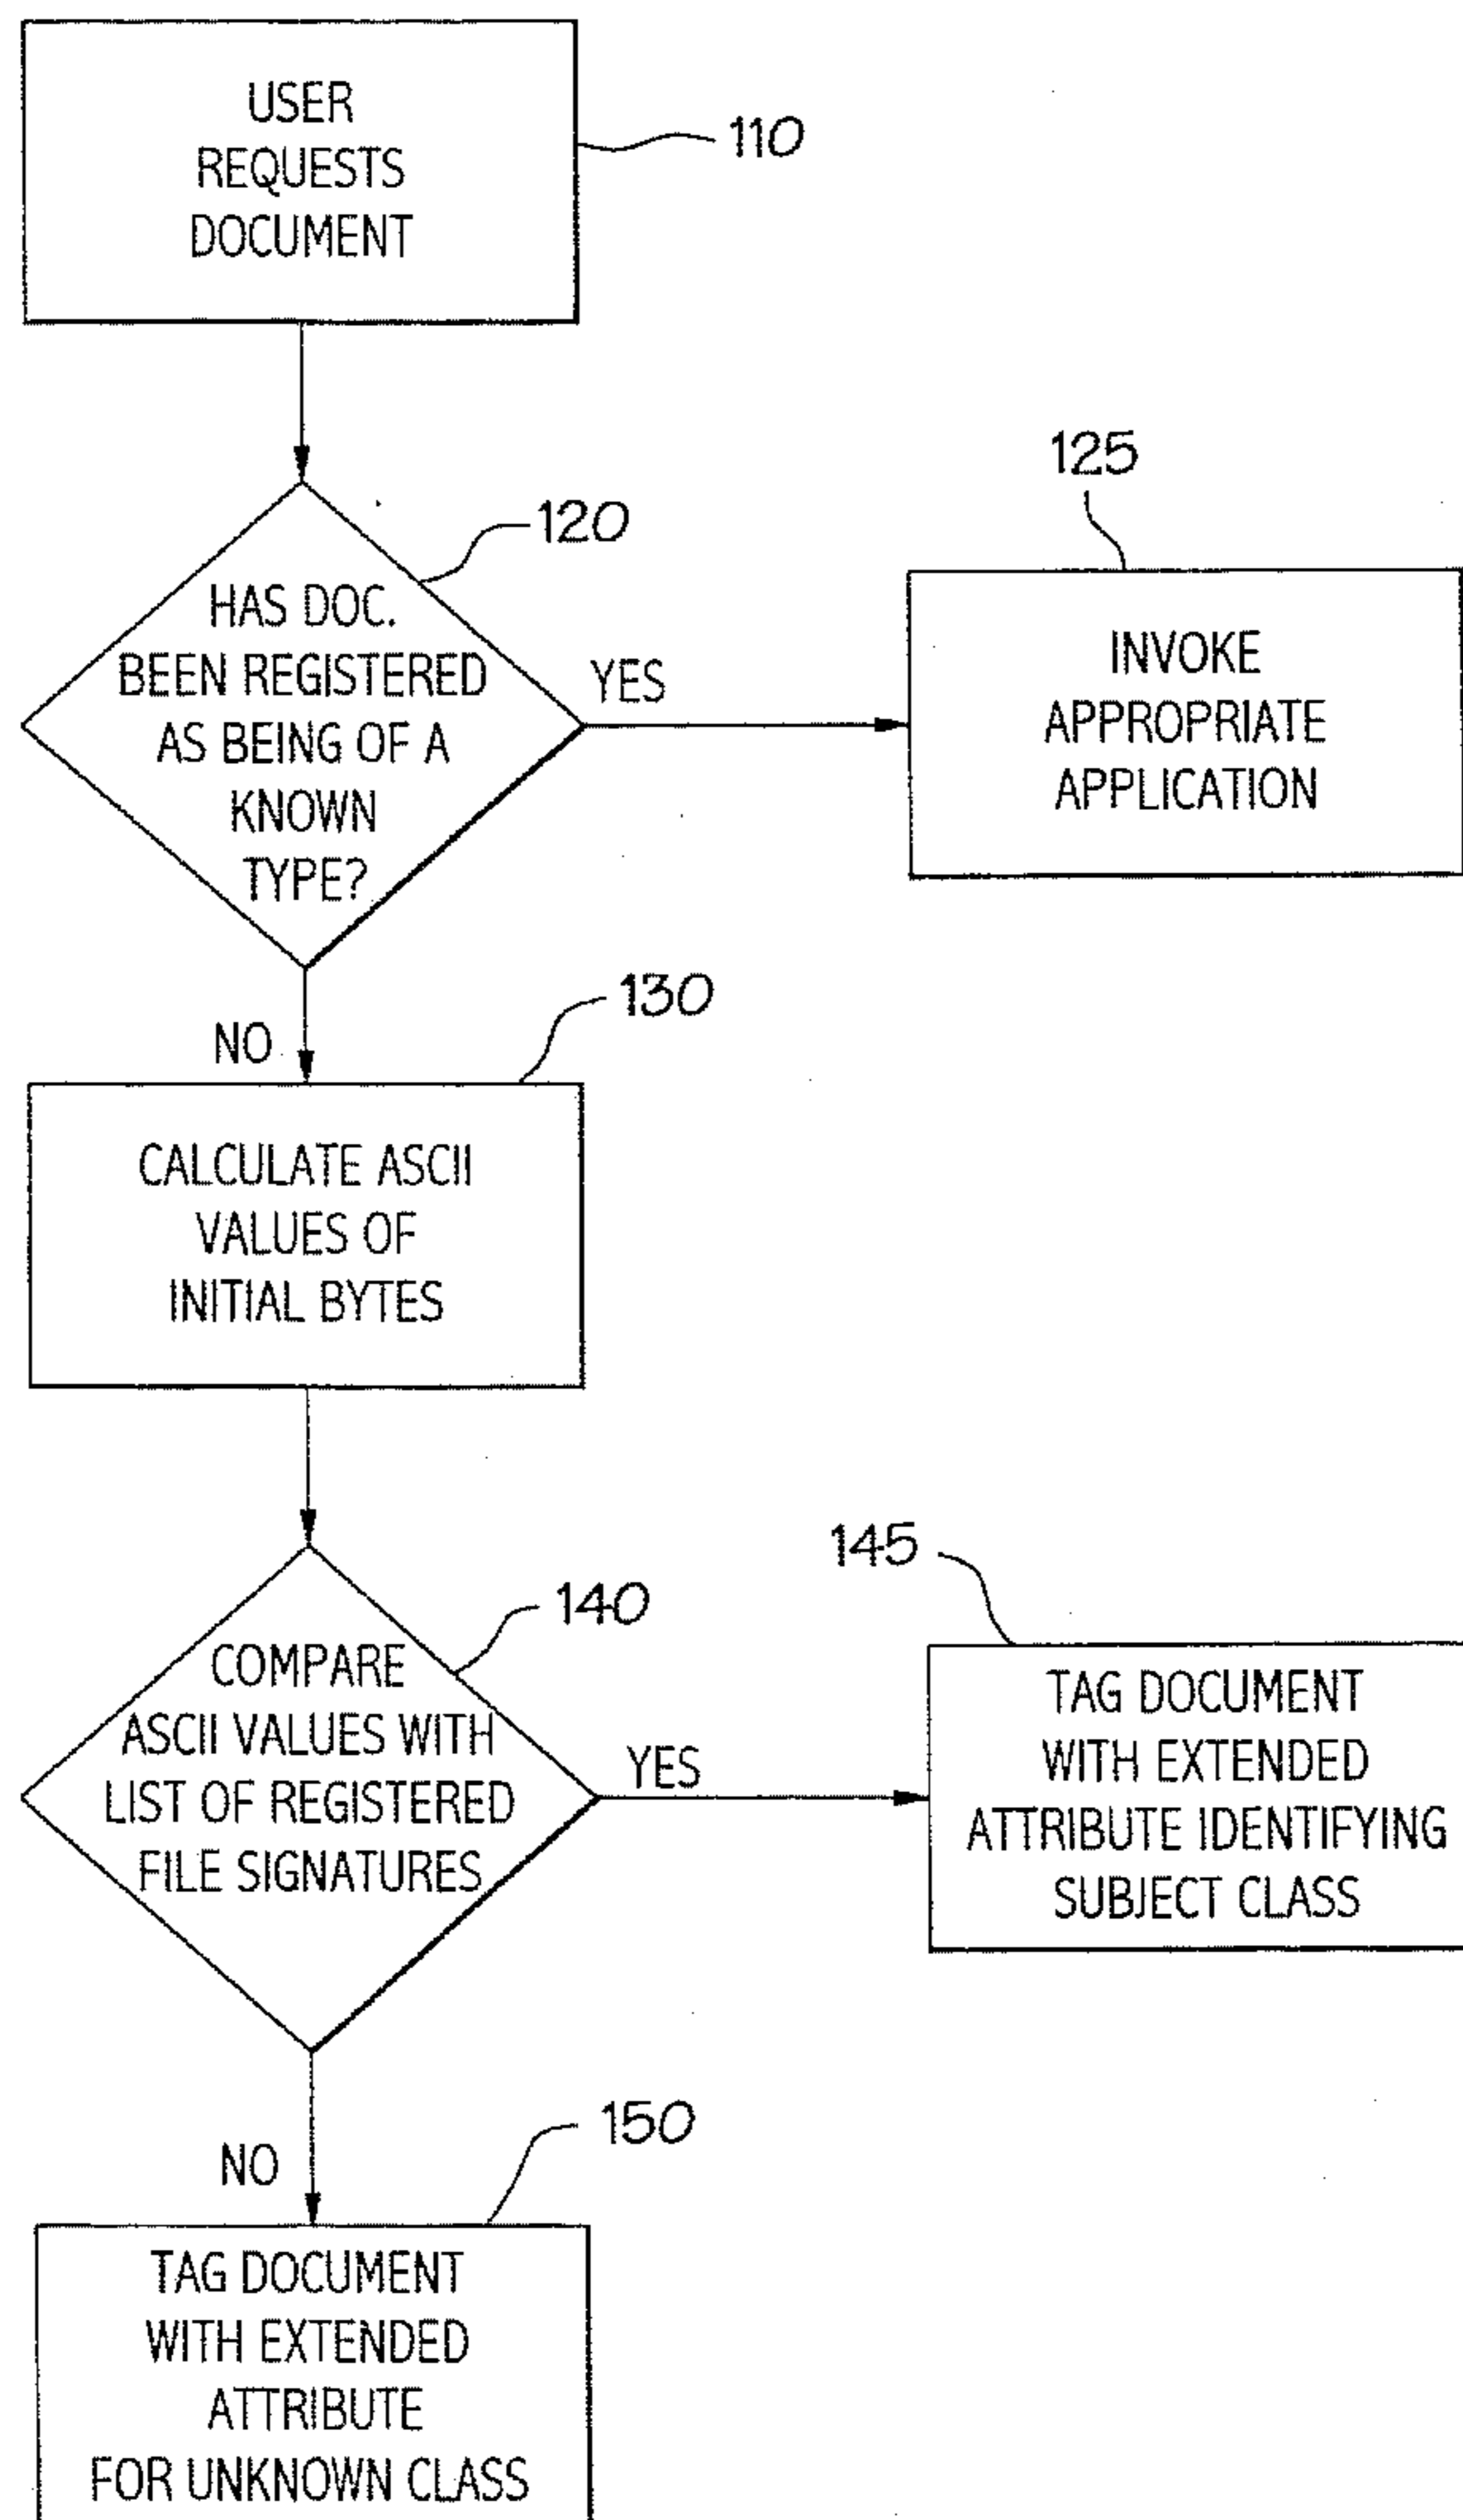 USER
REQUESTS
DOCUMENT
110
120
HAS DOC.
BEEN REGISTERED
AS BEING OF A
KNOWN
TYPE?
YES
125
INVOKE
APPROPRIATE
APPLICATION
NO
130
CALCULATE ASCII
VALUES OF
INITIAL BYTES
140
COMPARE
ASCII VALUES WITH
LIST OF REGISTERED
FILE SIGNATURES
YES
145
TAG DOCUMENT
WITH EXTENDED
ATTRIBUTE IDENTIFYING
SUBJECT CLASS
NO
150
TAG DOCUMENT
WITH EXTENDED
ATTRIBUTE
FOR UNKNOWN CLASS